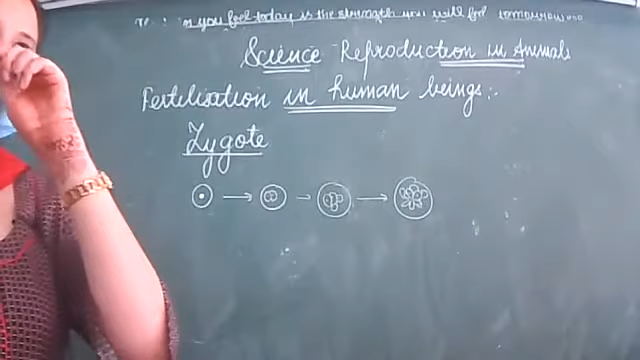 you feel today is the strength you will feel tomorrow
Science Reproduction in Animals
Fertilisation in human beings :-
Zygote